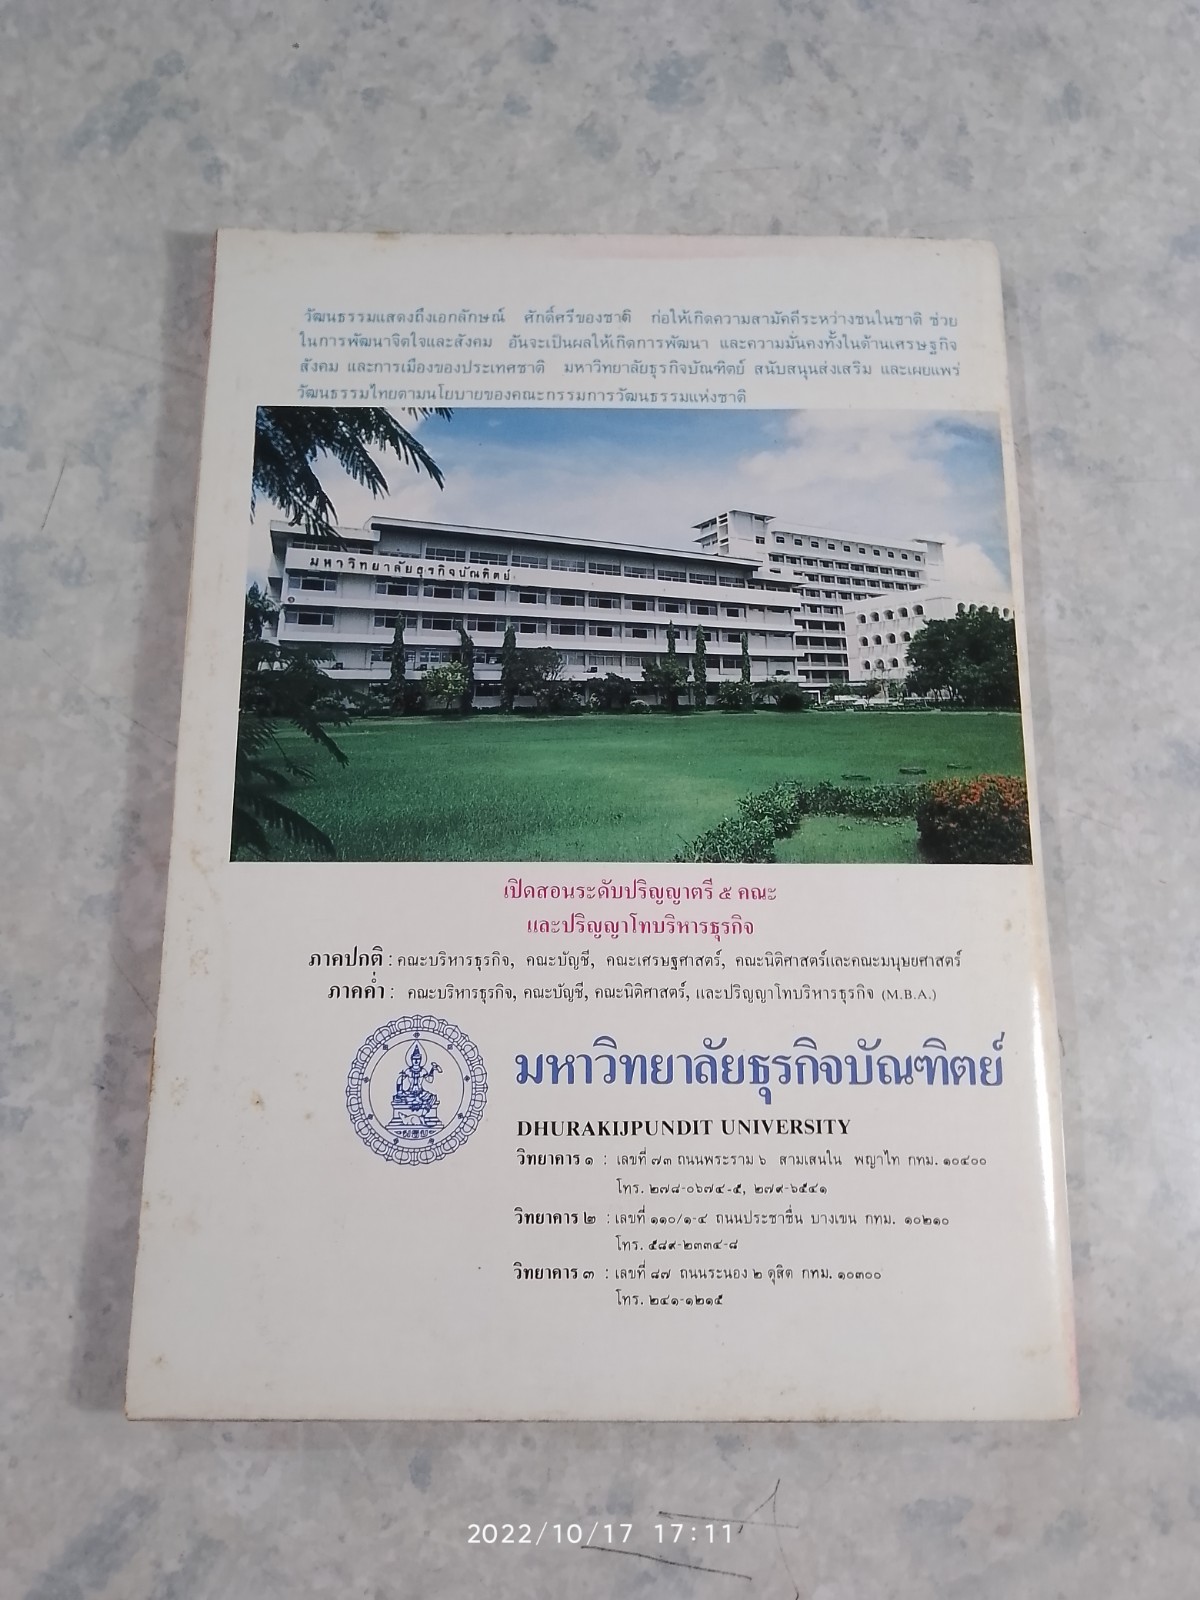 วัฒนธรรมแสดงถึงเอกลักษณ์ ศักดิ์ศรีของชาติ ก่อให้เกิดความสามัคคีระหว่างชนในชาติ ช่วย
ในการพัฒนาจิตใจและสังคม อันจะเป็นผลให้เกิดการพัฒนา และความมั่นคงทั้งในด้านเศรษฐกิจ
สังคม และการเมืองของประเทศชาติ มหาวิทยาลัยธุรกิจบัณฑิตย์ สนับสนุนส่งเสริม และเผยแพร่
วัฒนธรรมไทยตามนโยบายของคณะกรรมการวัฒนธรรมแห่งชาติ
มหาวิทยาลัยธุรกิจบัณฑิตย์
เปิดสอนระดับปริญญาตรี ๕ คณะ
และปริญญาโทบริหารธุรกิจ
ภาคปกติ : คณะบริหารธุรกิจ, คณะบัญชี, คณะเศรษฐศาสตร์, คณะนิติศาสตร์และคณะมนุษยศาสตร์
ภาคค่ำ : คณะบริหารธุรกิจ, คณะบัญชี, คณะนิติศาสตร์, และปริญญาโทบริหารธุรกิจ (M.B.A.)
มหาวิทยาลัยธุรกิจบัณฑิตย์
DHURAKIJPUNDIT UNIVERSITY
วิทยาคาร ๑ : เลขที่ ๗๓ ถนนพระราม ๖ สามเสนใน พญาไท กทม. ๑๐๔๐๐
โทร. ๒๗๘-๐๖๗๔-๕, ๒๗๙-๖๕๔๑
วิทยาคาร ๒ : เลขที่ ๑๑๐/๑-๔ ถนนประชาชื่น บางเขน กทม. ๑๐๒๑๐
โทร. ๕๘๙-๒๓๓๔-๘
วิทยาคาร ๓ : เลขที่ ๘๗ ถนนระนอง ๒ ดุสิต กทม. ๑๐๓๐๐
โทร. ๒๔๑-๑๒๑๕
2022/10/17 17:11